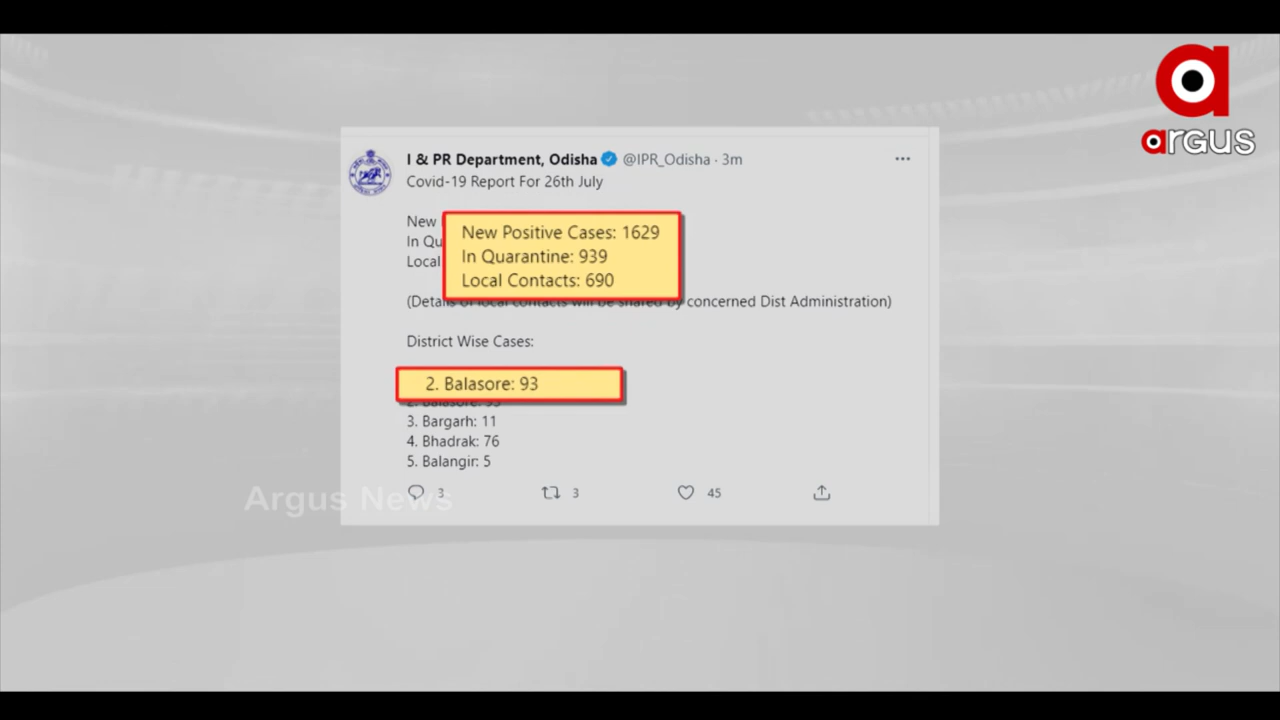 argus
I & PR Department, Odisha @IPR_Odisha · 3m
Covid-19 Report For 26th July
New
In Qu
Local
New Positive Cases: 1629
In Quarantine: 939
Local Contacts: 690
(Details of local contacts will be shared by concerned Dist Administration)
District Wise Cases:
2. Balasore: 93
2. Balasore: 93
3. Bargarh: 11
4. Bhadrak: 76
5. Balangir: 5
3 3 45
Argus News